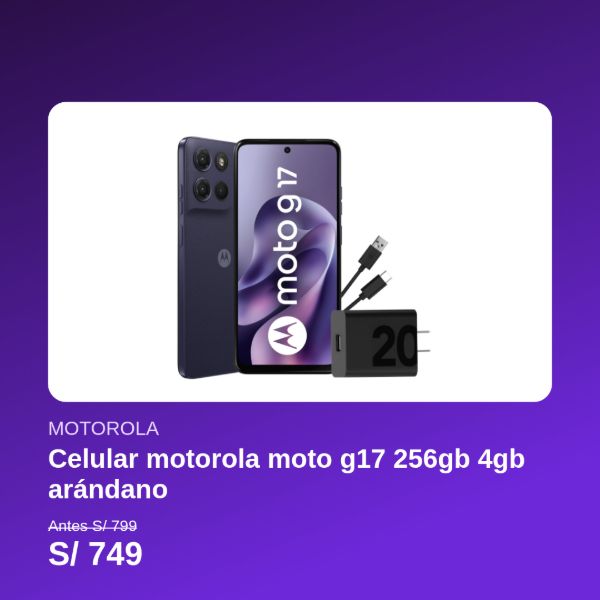 moto g17
20
MOTOROLA
Celular motorola moto g17 256gb 4gb
arándano
Antes S/ 799
S/ 749